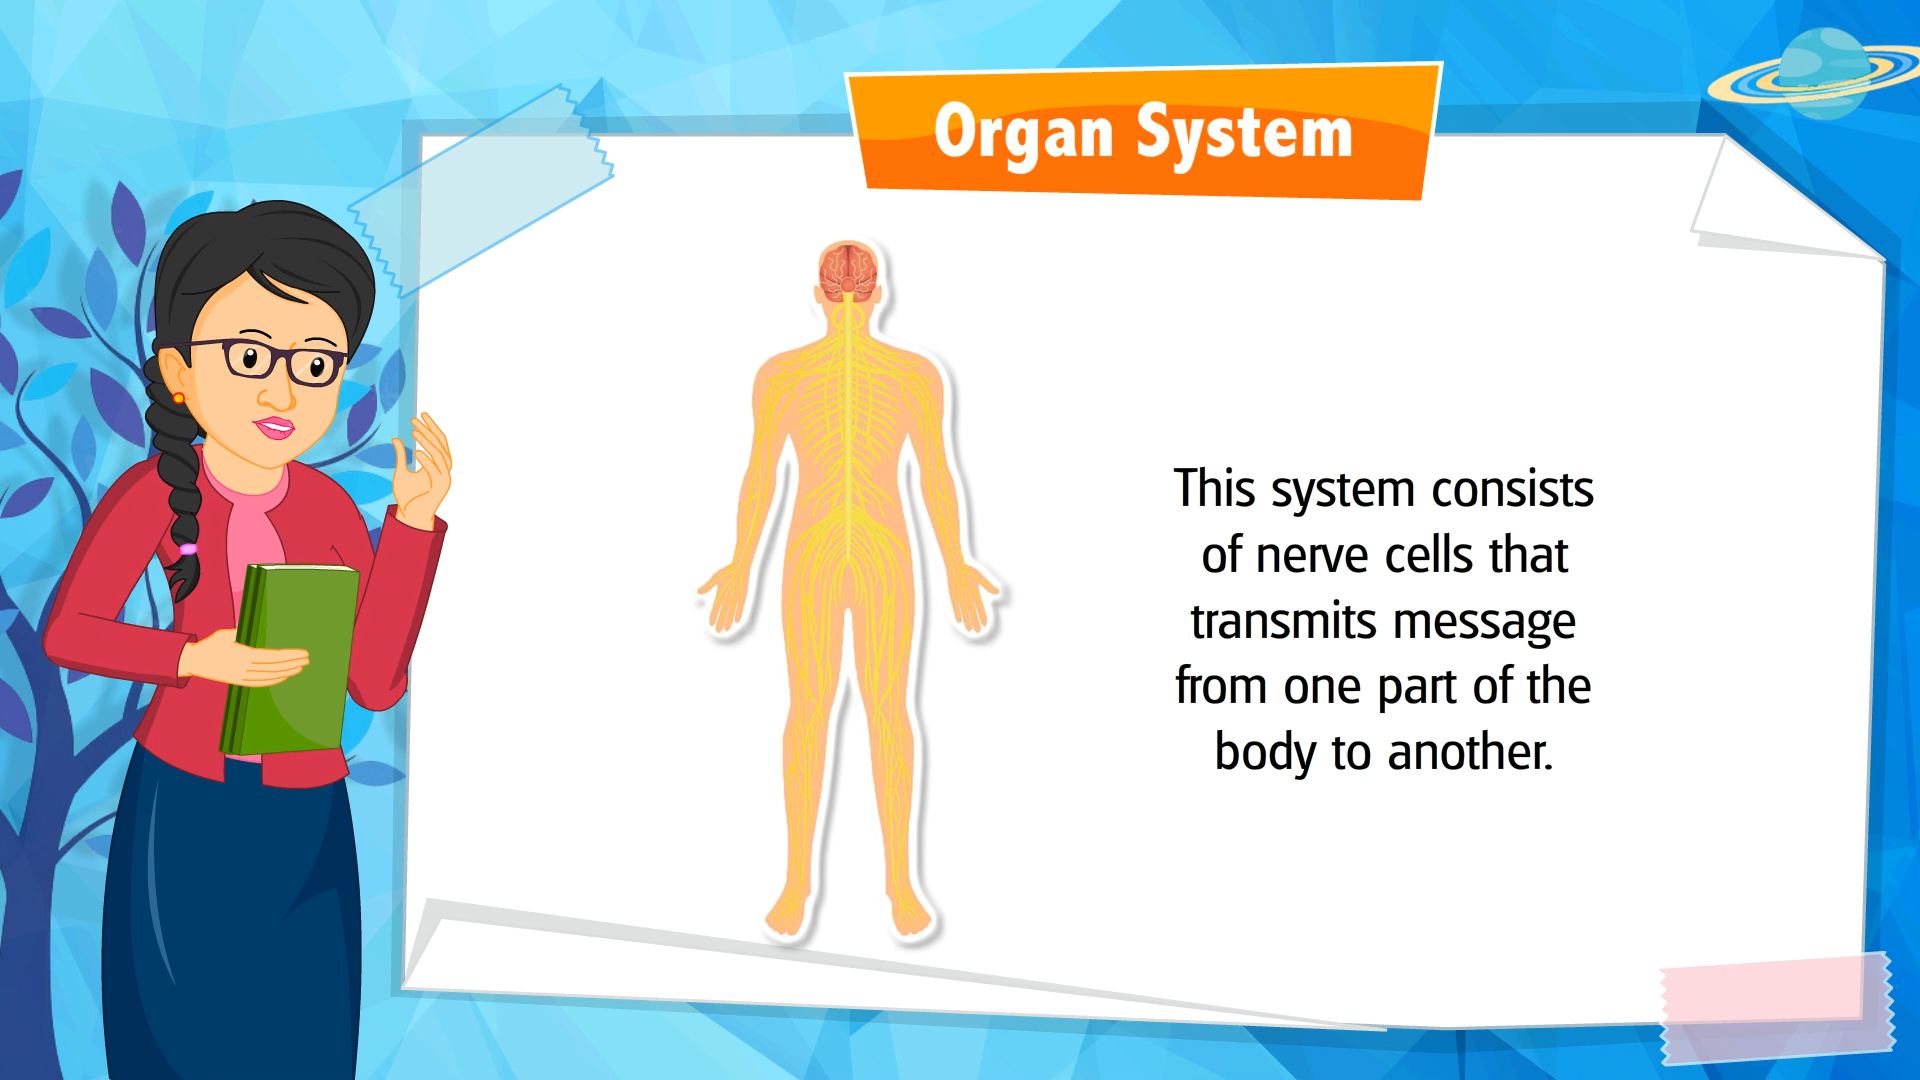 Organ System
This system consists
of nerve cells that
transmits message
from one part of the
body to another.